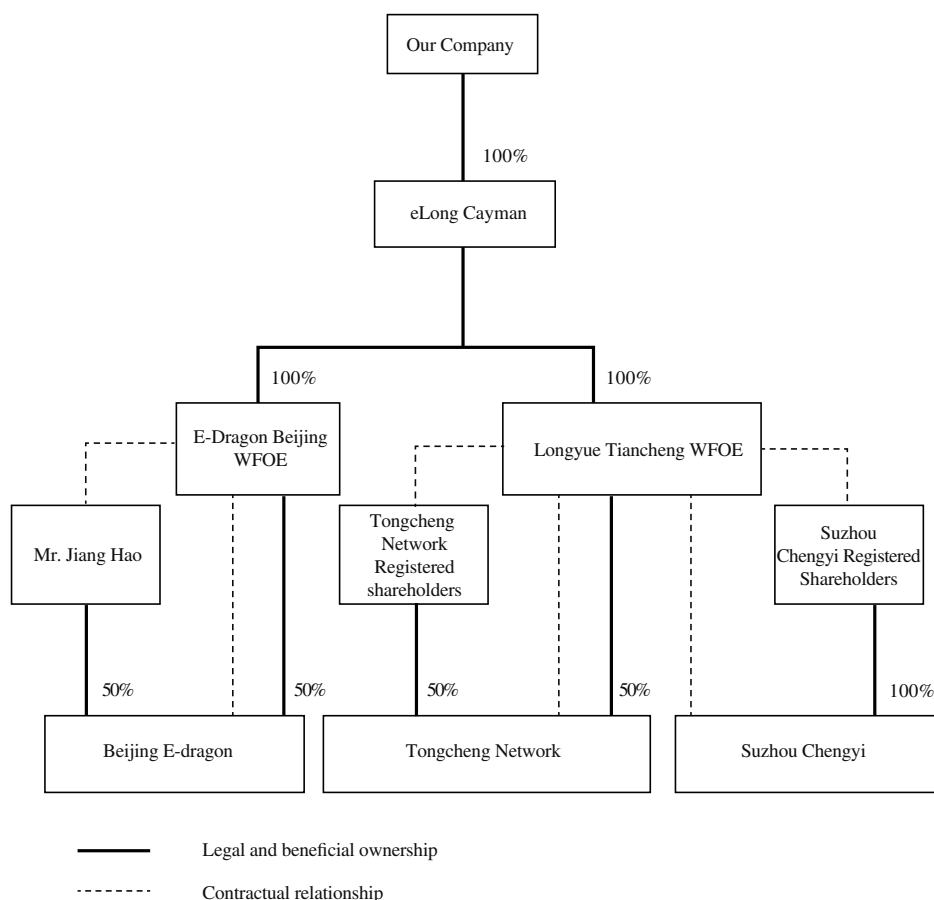 Our Company
100%
eLong Cayman
100%
100%
E-Dragon Beijing
WFOE
Longyue Tiancheng WFOE
Mr. Jiang Hao
Tongcheng
Network
Registered
shareholders
Suzhou
Chengyi Registered
Shareholders
50%
50%
50%
50%
100%
Beijing E-dragon
Tongcheng Network
Suzhou Chengyi
Legal and beneficial ownership
Contractual relationship